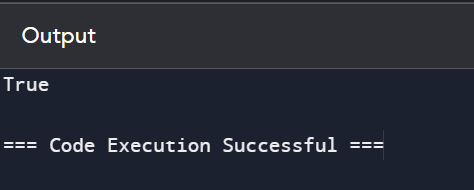 Output
True
=== Code Execution Successful ===